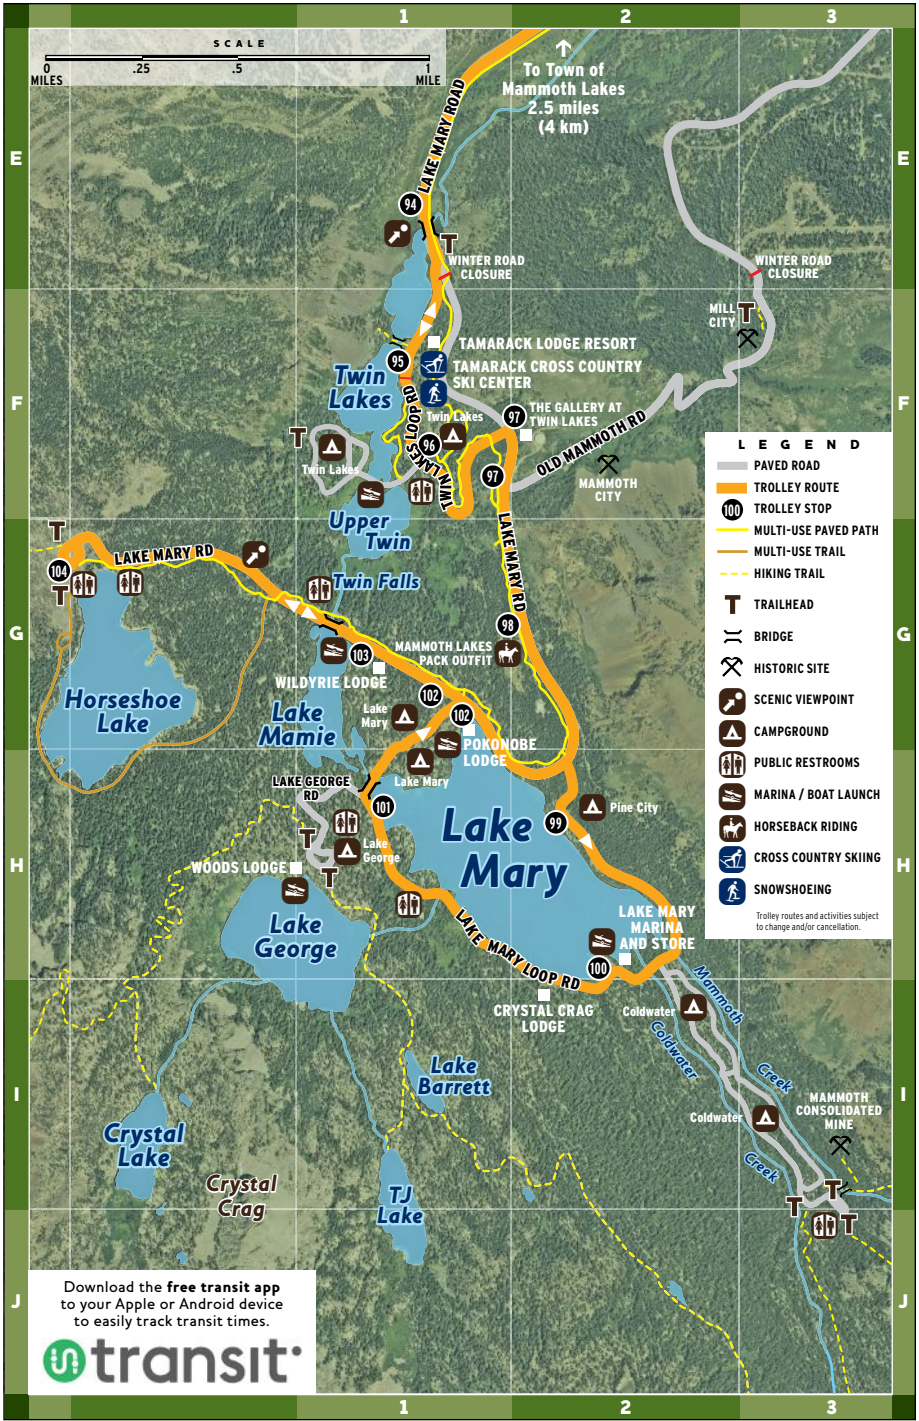 1
2
3
SCALE
0
.25
.5
1
MILES
MILE
To Town of
Mammoth Lakes
2.5 miles
(4 km)
LAKE MARY ROAD
E
E
94
WINTER ROAD
CLOSURE
WINTER ROAD
CLOSURE
MILL
CITY
TAMARACK LODGE RESORT
95
TAMARACK CROSS COUNTRY
SKI CENTER
Twin
Lakes
F
F
TWIN LAKES LOOP RD
Twin Lakes
97
THE GALLERY AT
TWIN LAKES
OLD MAMMOTH RD
96
Twin Lakes
97
MAMMOTH
CITY
TWIN
Upper
Twin
LAKE MARY RD
LAKE MARY RD
104
Twin Falls
G
G
98
103
MAMMOTH LAKES
PACK OUTFIT
WILDYRIE LODGE
102
102
Horseshoe
Lake
Lake
Mary
Lake
Mamie
POKONOBE
LODGE
Lake Mary
LAKE GEORGE
RD
101
Pine City
99
Lake
Mary
Lake
George
H
H
WOODS LODGE
Lake
George
LAKE MARY
MARINA
AND STORE
LAKE MARY LOOP RD
100
CRYSTAL CRAG
LODGE
Coldwater
Mammoth
Creek
Coldwater
Creek
Lake
Barrett
I
I
Coldwater
MAMMOTH
CONSOLIDATED
MINE
Crystal
Lake
Crystal
Crag
TJ
Lake
J
J
LEGEND
PAVED ROAD
TROLLEY ROUTE
100
TROLLEY STOP
MULTI-USE PAVED PATH
MULTI-USE TRAIL
HIKING TRAIL
TRAILHEAD
BRIDGE
HISTORIC SITE
SCENIC VIEWPOINT
CAMPGROUND
PUBLIC RESTROOMS
MARINA / BOAT LAUNCH
HORSEBACK RIDING
CROSS COUNTRY SKIING
SNOWSHOEING
Trolley routes and activities subject
to change and/or cancellation.
Download the free transit app
to your Apple or Android device
to easily track transit times.
transit
1
2
3